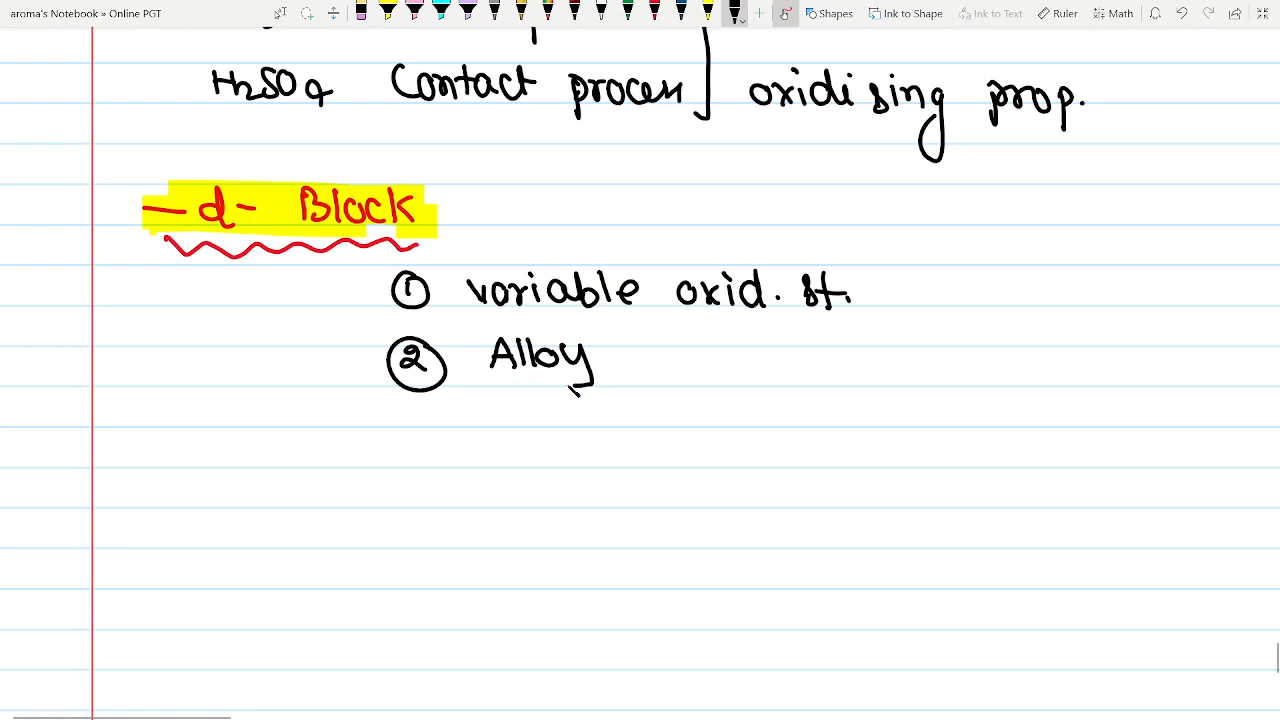 aroma's Notebook » Online PGT
Shapes Ink to Shape Ink to Text Ruler Math
H₂SO₄ Contact process oxidising prop.
— d - Block
① variable oxid. st.
② Alloy